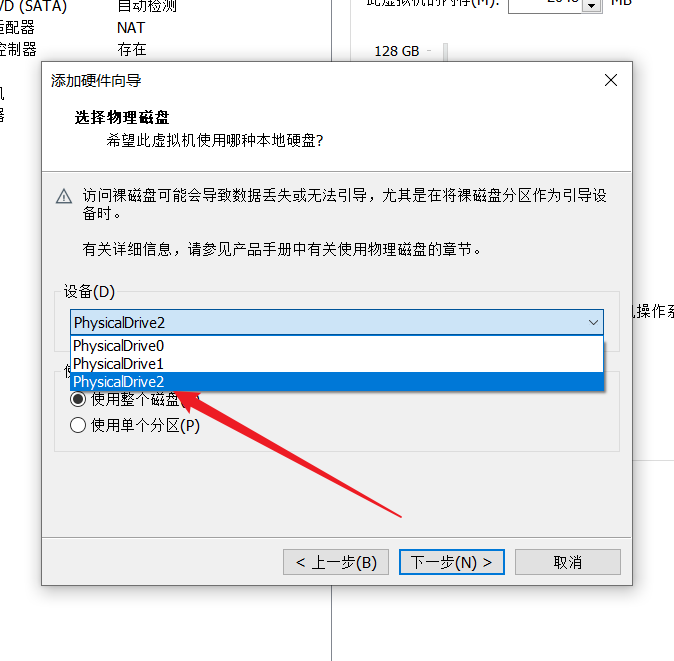 VD (SATA) 自动检测
适配器 NAT
控制器 存在
此虚拟机的内存(M): 2048 MB
128 GB
机
器
添加硬件向导
选择物理磁盘
希望此虚拟机使用哪种本地硬盘?
访问裸磁盘可能会导致数据丢失或无法引导，尤其是在将裸磁盘分区作为引导设
备时。
有关详细信息，请参见产品手册中有关使用物理磁盘的章节。
设备(D)
PhysicalDrive2
PhysicalDrive0
PhysicalDrive1
PhysicalDrive2
使用整个磁盘
使用单个分区(P)
机操作系
< 上一步(B)
下一步(N) >
取消